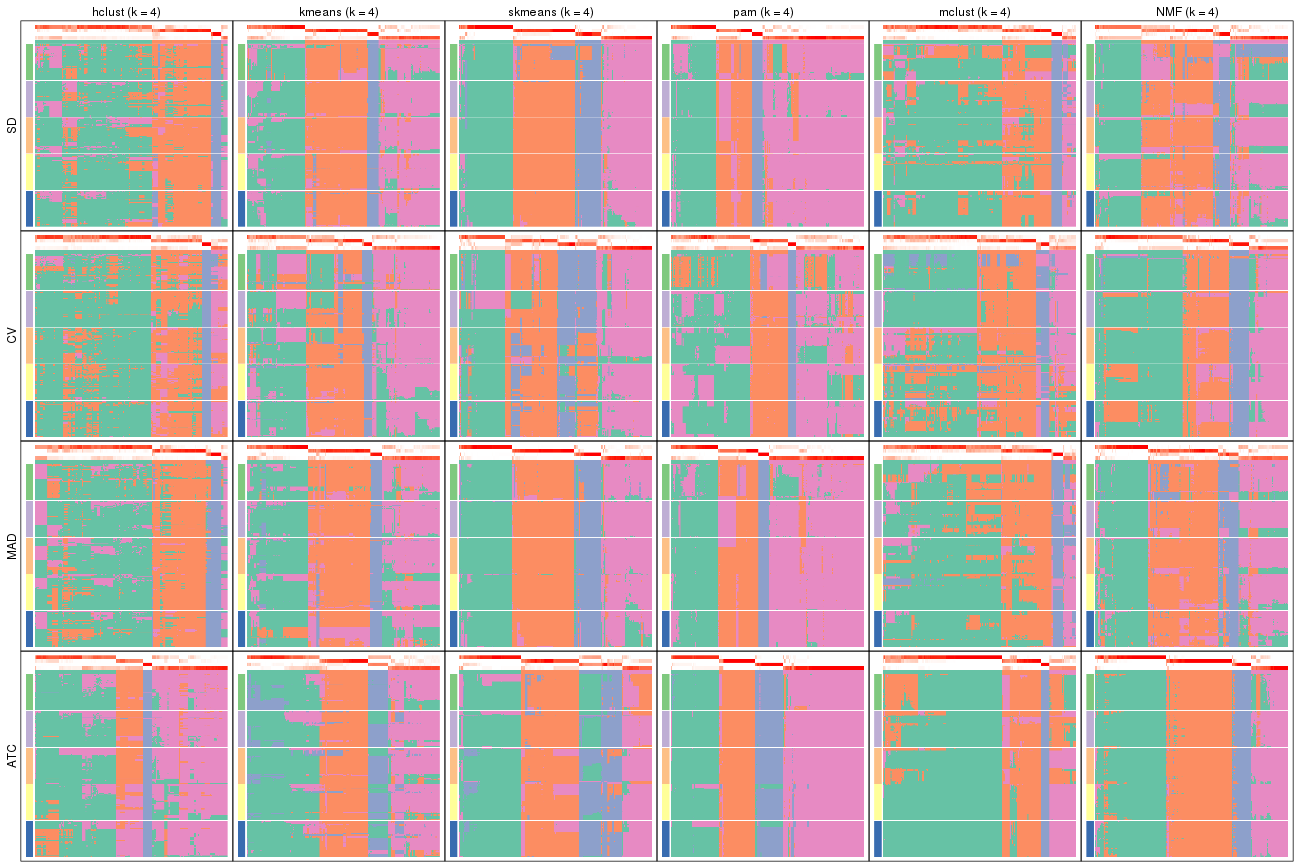 hclust (k = 4) kmeans (k = 4) skmeans (k = 4) pam (k = 4) mclust (k = 4) NMF (k = 4)
SD
CV
MAD
ATC